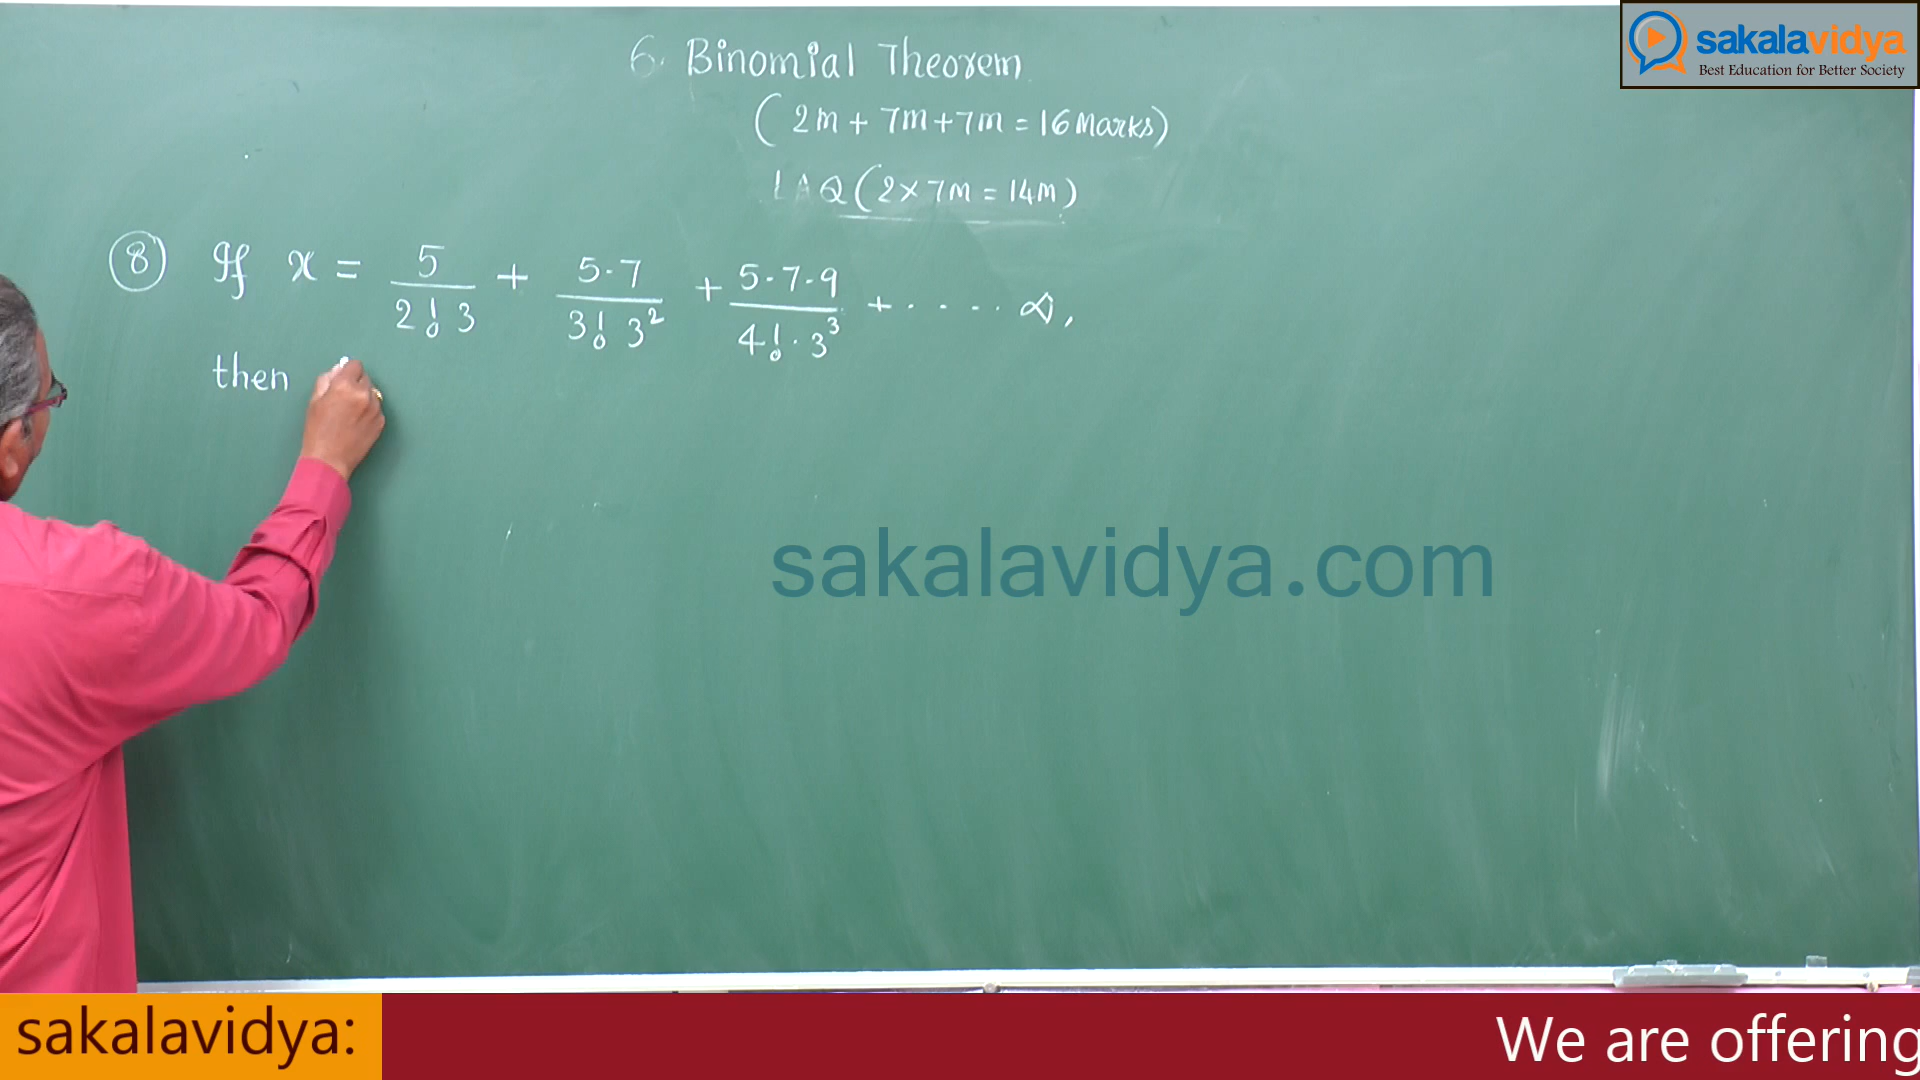 sakalavidya
Best Education for Better Society
6. Binomial Theorem
(2m + 7m + 7m = 16 Marks)
LAQ (2 × 7m = 14m)
8 If x = 5/(2! 3) + (5·7)/(3! 3²) + (5·7·9)/(4!·3³) + ····· ∞,
then
sakalavidya.com
sakalavidya:
We are offering